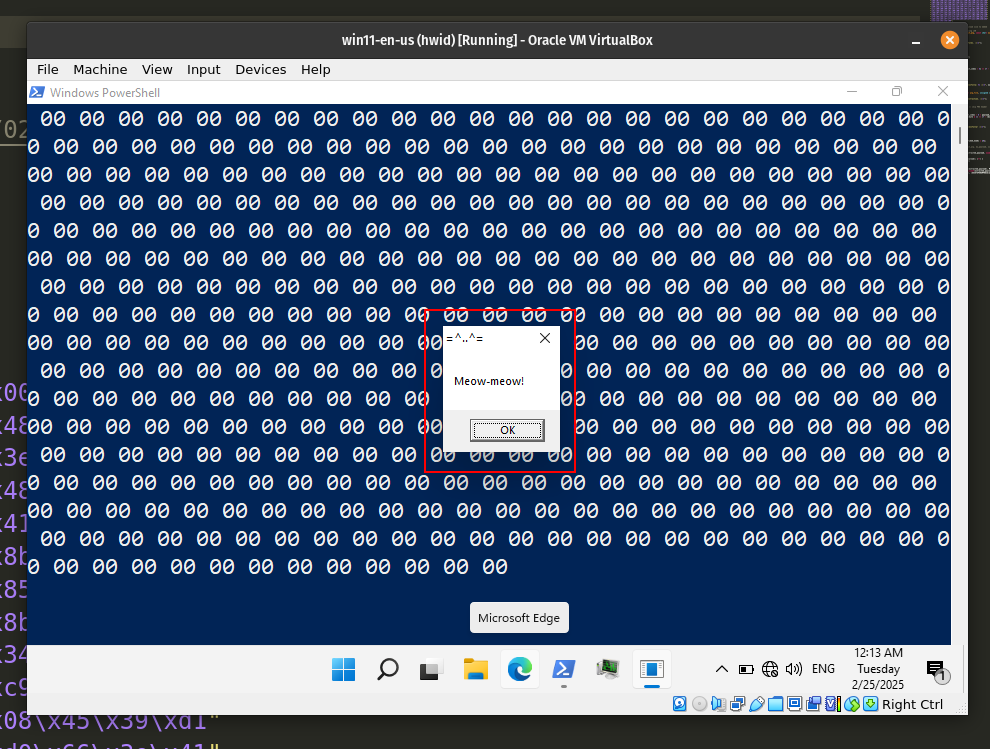 win11-en-us (hwid) [Running] - Oracle VM VirtualBox
File Machine View Input Devices Help
Windows PowerShell
00 00 00 00 00 00 00 00 00 00 00 00 00 00 00 00 00 00 00 00 00 00 00 0
0 00 00 00 00 00 00 00 00 00 00 00 00 00 00 00 00 00 00 00 00 00 00 00
00 00 00 00 00 00 00 00 00 00 00 00 00 00 00 00 00 00 00 00 00 00 00 00
00 00 00 00 00 00 00 00 00 00 00 00 00 00 00 00 00 00 00 00 00 00 00 0
0 00 00 00 00 00 00 00 00 00 00 00 00 00 00 00 00 00 00 00 00 00 00 00
00 00 00 00 00 00 00 00 00 00 00 00 00 00 00 00 00 00 00 00 00 00 00 00
00 00 00 00 00 00 00 00 00 00 00 00 00 00 00 00 00 00 00 00 00 00 00 0
0 00 00 00 00 00 00 00 00 00 00 00 00 00 00 00 00 00 00 00 00 00 00 00
00 00 00 00 00 00 00 00 00 00 00 00 00 00 00 00 00 00 00 00
00 00 00 00 00 00 00 00 00 00 00 00 00 00 00 00 00 00 00 0
0 00 00 00 00 00 00 00 00 00 00 00 00 00 00 00 00 00 00 00
00 00 00 00 00 00 00 00 00 00 00 00 00 00 00 00 00 00 00 00
00 00 00 00 00 00 00 00 00 00 00 00 00 00 00 00 00 00 00 00 00 00 00 0
0 00 00 00 00 00 00 00 00 00 00 00 00 00 00 00 00 00 00 00 00 00 00 00
00 00 00 00 00 00 00 00 00 00 00 00 00 00 00 00 00 00 00 00 00 00 00 00
00 00 00 00 00 00 00 00 00 00 00 00 00 00 00 00 00 00 00 00 00 00 00 0
0 00 00 00 00 00 00 00 00 00 00 00 00
=^..^=
Meow-meow!
OK
Microsoft Edge
ENG
12:13 AM
Tuesday
2/25/2025
1
Right Ctrl
/02
x00
x48
x3e
x48
x41
x8b
x85
x8b
x34
xc9
x08\x45\x39\xd1"